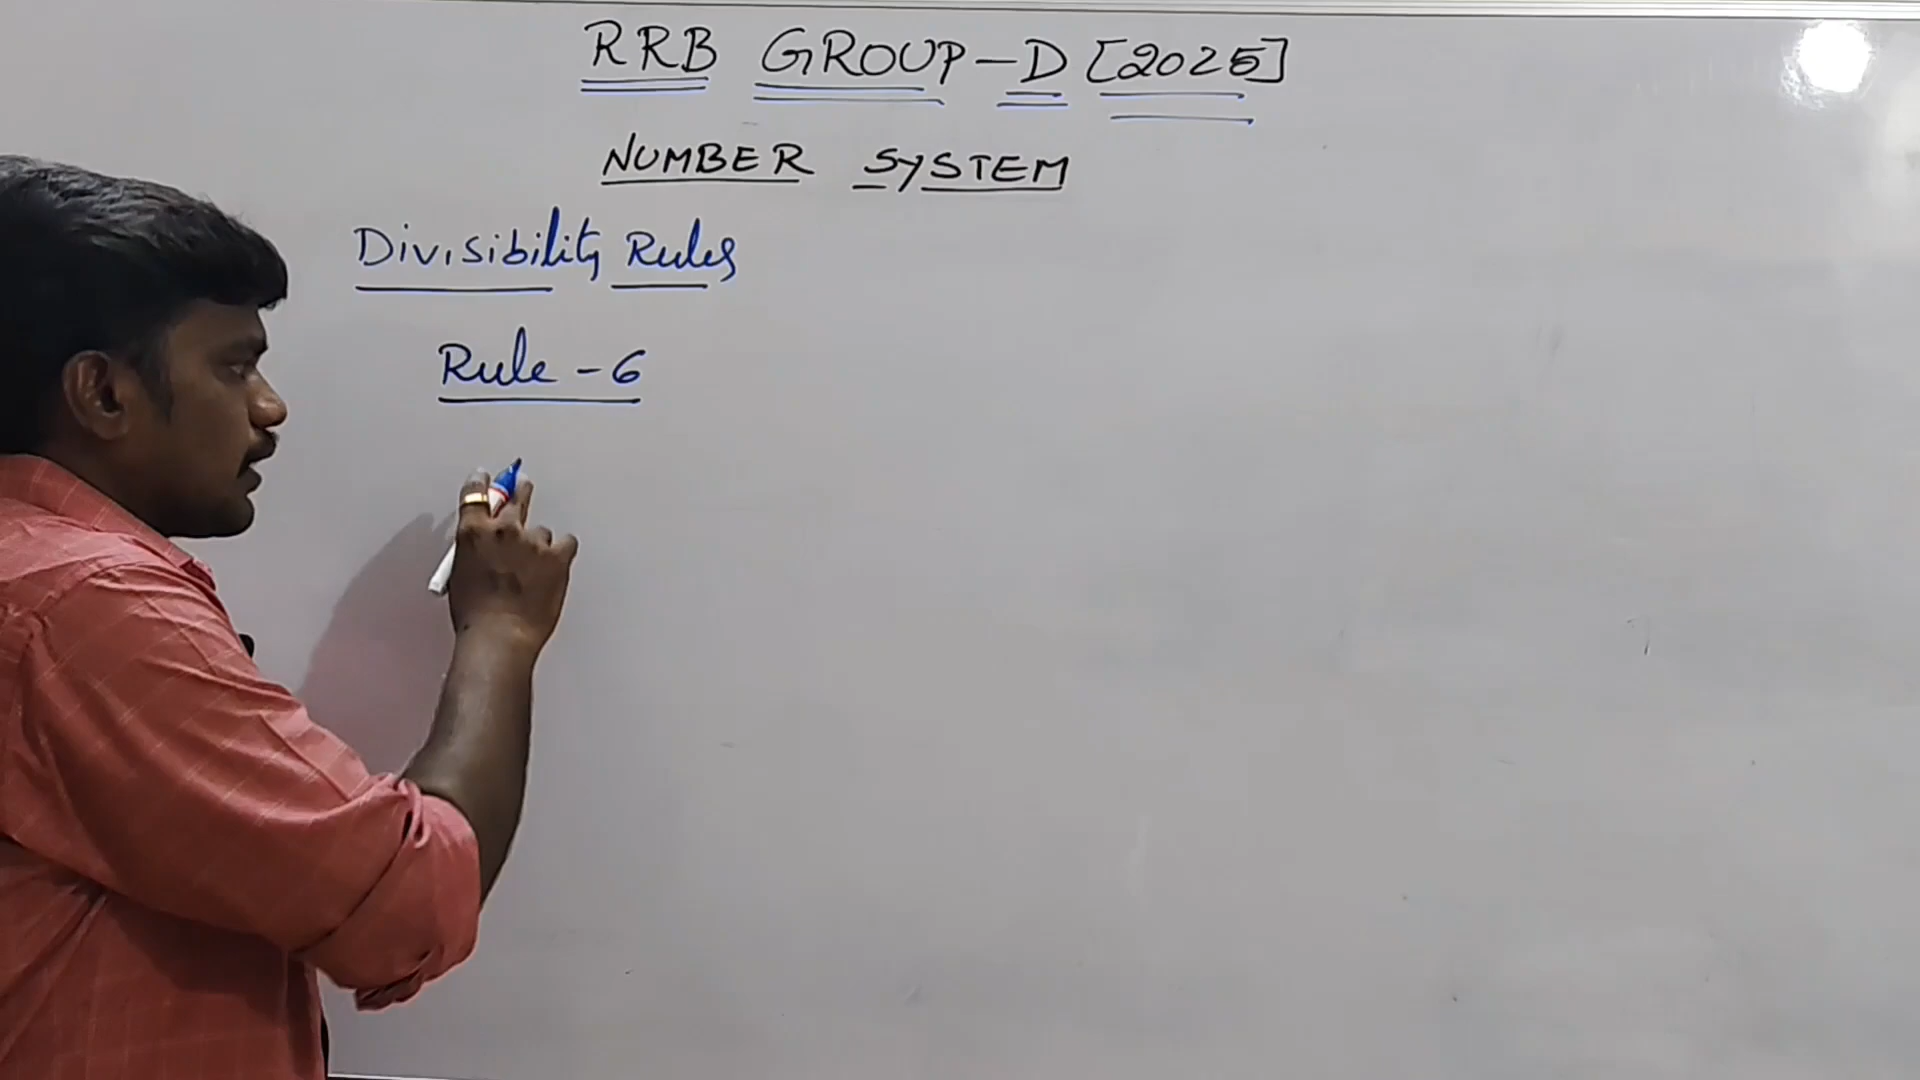 RRB GROUP-D [2025]
NUMBER SYSTEM
Divisibility Rules
Rule - 6